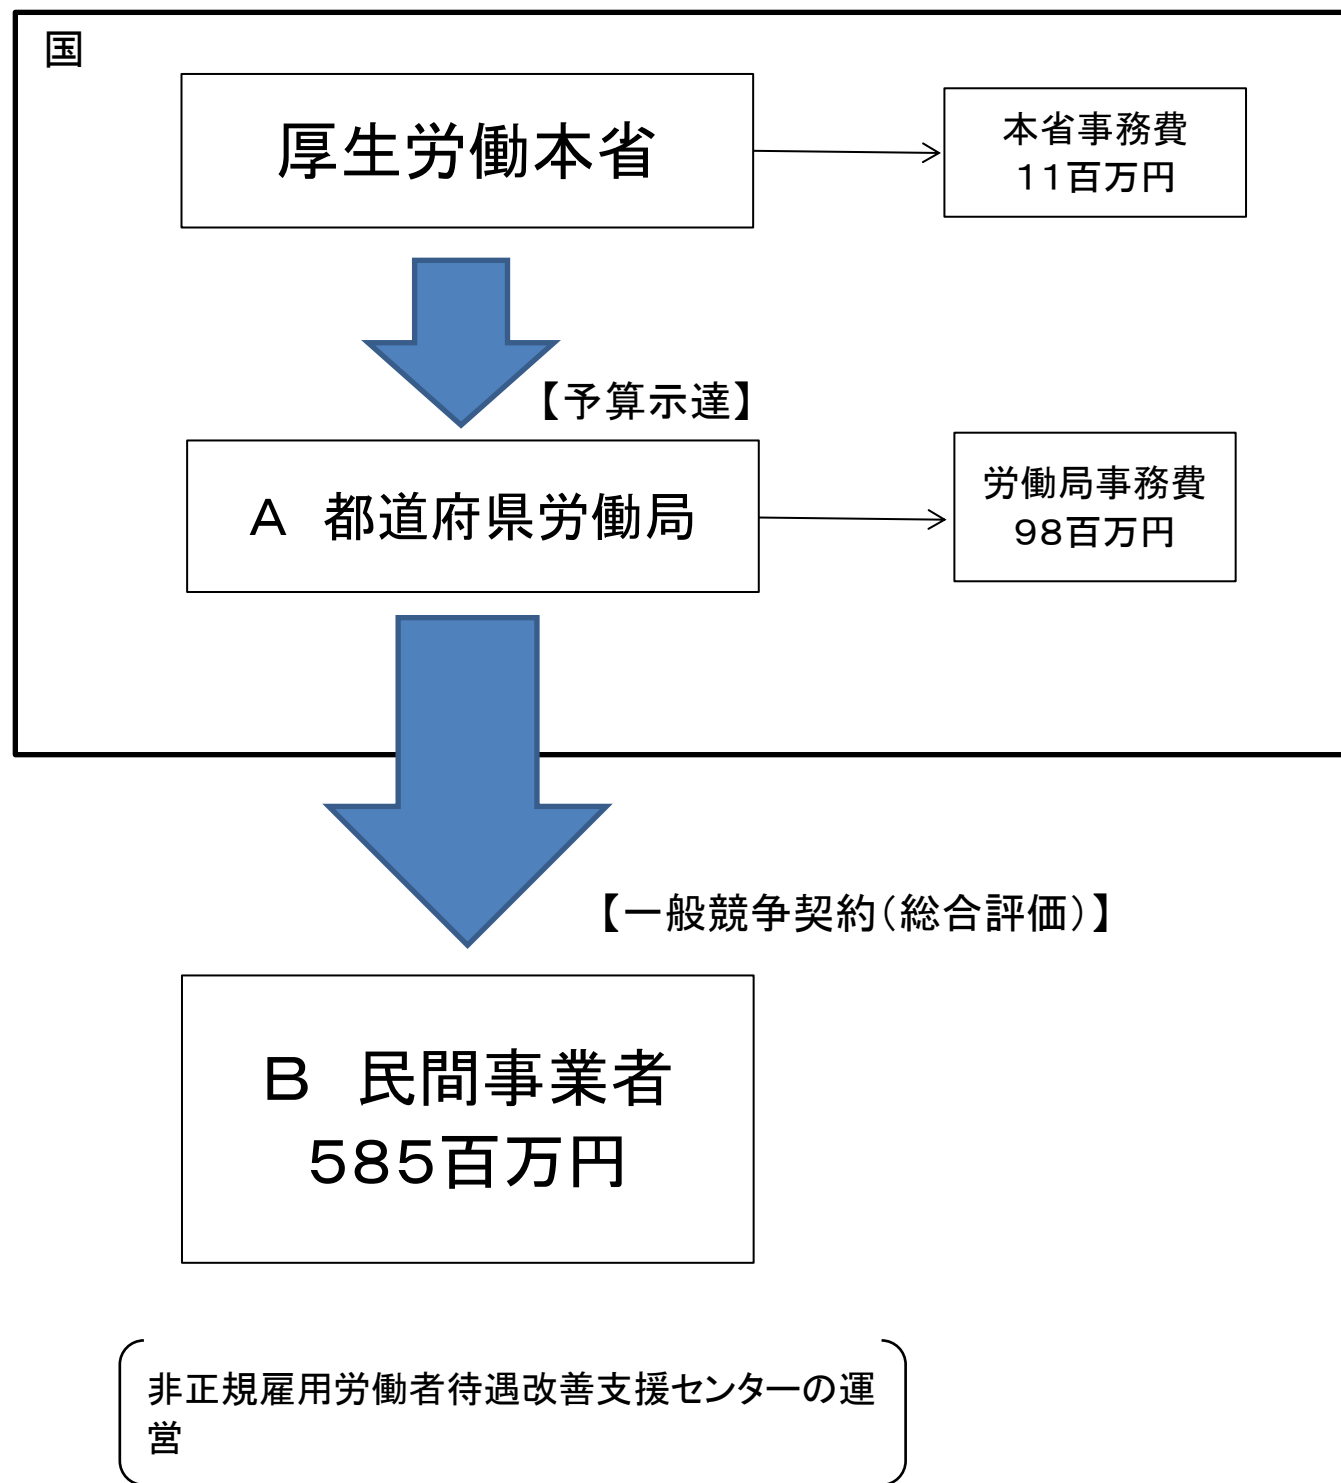 国
厚生労働本省
本省事務費
１１百万円
【予算示達】
Ａ　都道府県労働局
労働局事務費
９８百万円
【一般競争契約（総合評価）】
Ｂ　民間事業者
５８５百万円
非正規雇用労働者待遇改善支援センターの運
営